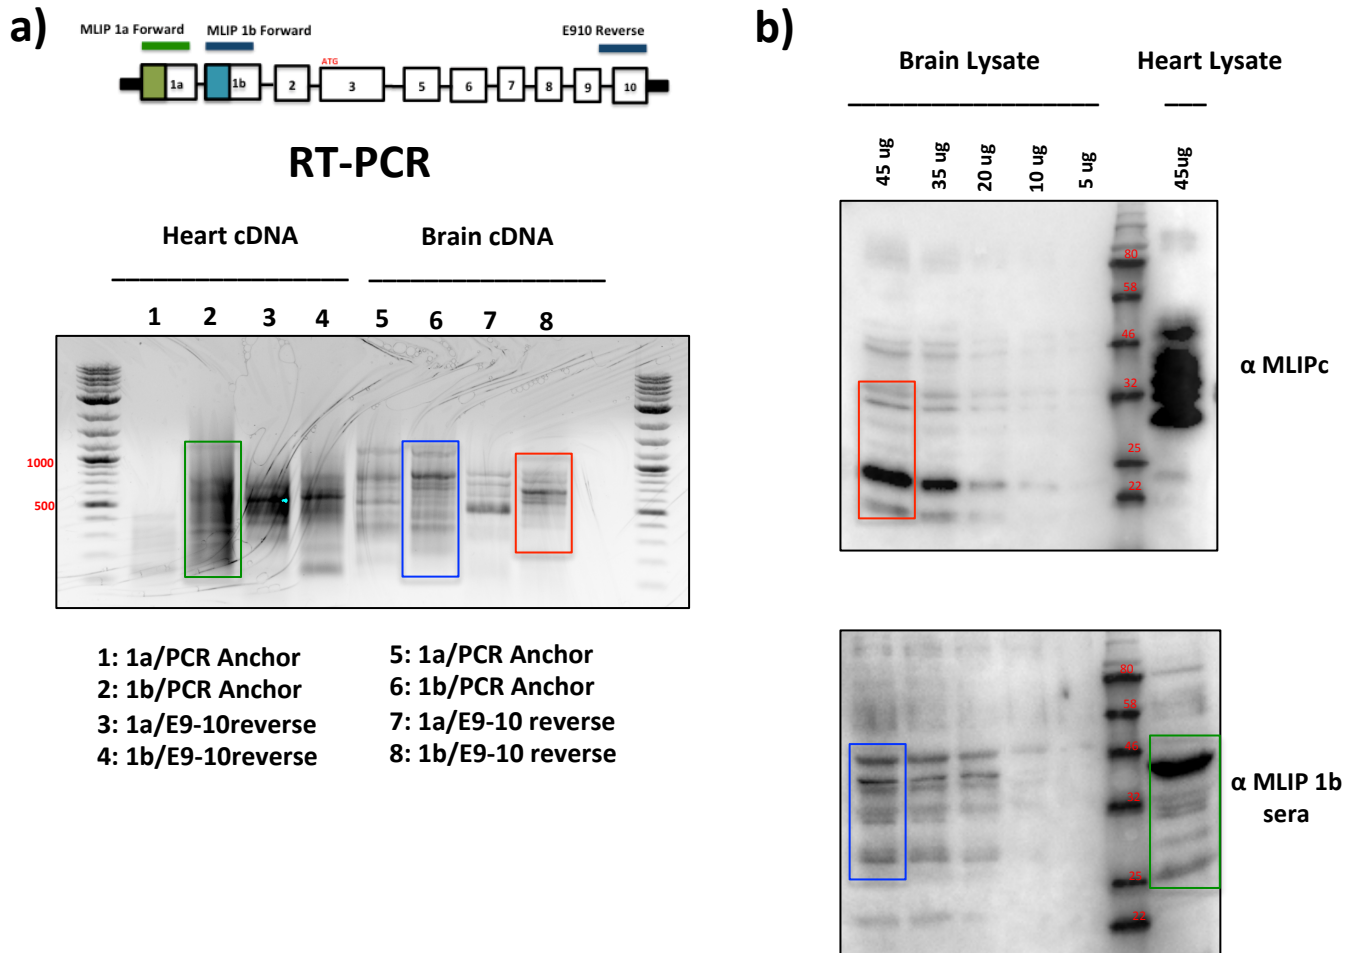 a)
MLIP 1a Forward
MLIP 1b Forward
E910 Reverse
ATG
1a
1b
2
3
5
6
7
8
9
10
RT-PCR
Heart cDNA
Brain cDNA
1
2
3
4
5
6
7
8
1000
500
1: 1a/PCR Anchor
2: 1b/PCR Anchor
3: 1a/E9-10reverse
4: 1b/E9-10reverse
5: 1a/PCR Anchor
6: 1b/PCR Anchor
7: 1a/E9-10 reverse
8: 1b/E9-10 reverse
b)
Brain Lysate
Heart Lysate
45 ug
35 ug
20 ug
10 ug
5 ug
45ug
80
58
46
32
25
22
α MLIPc
80
58
46
32
25
22
α MLIP 1b
sera